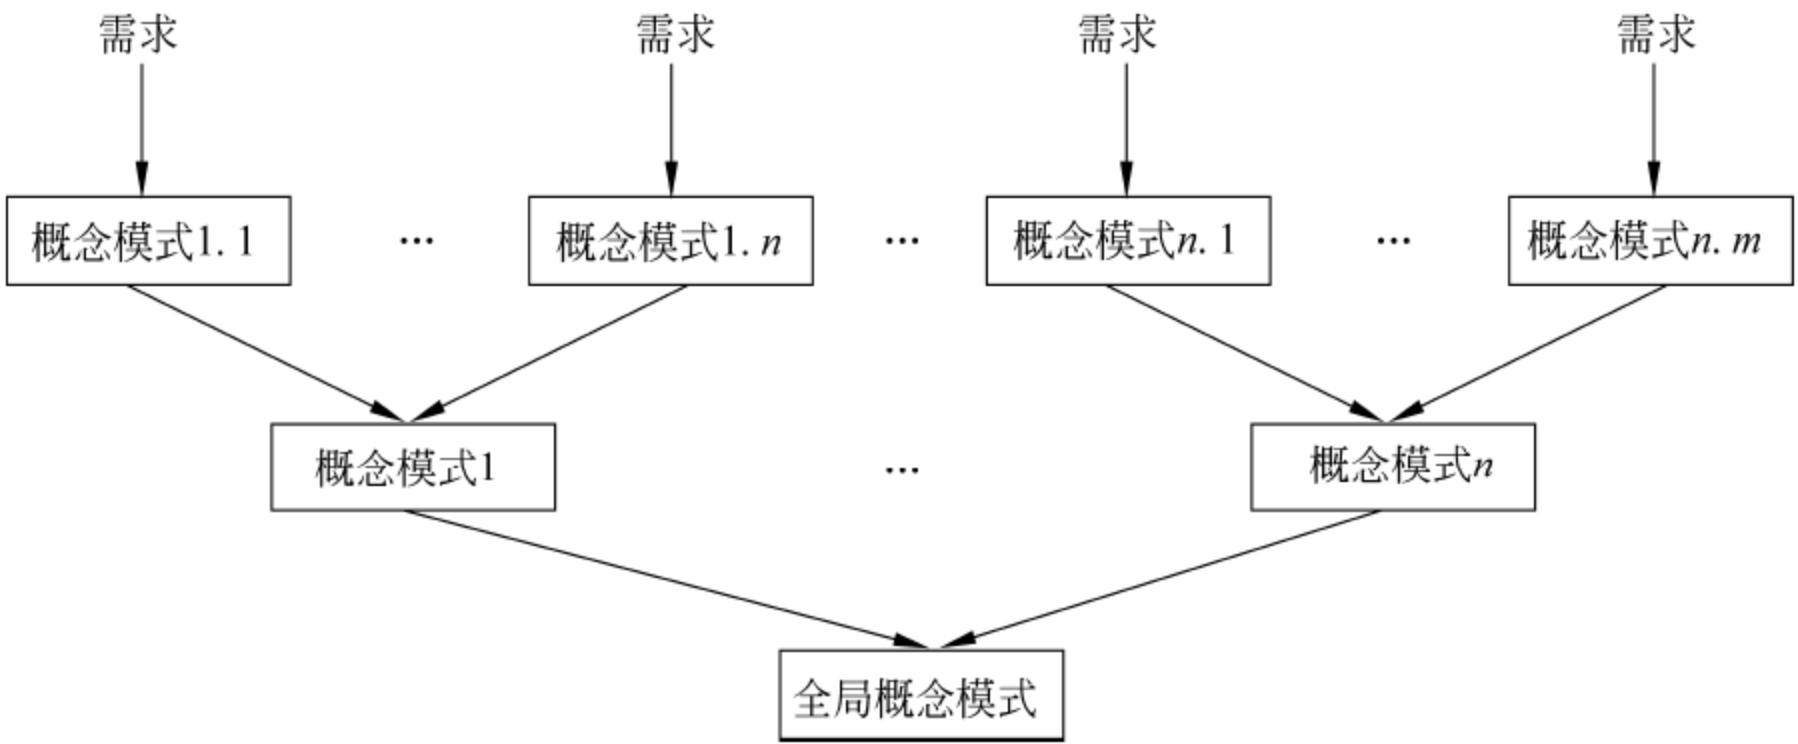 需求 需求 需求 需求
概念模式1.1 … 概念模式1.n … 概念模式n.1 … 概念模式n.m
概念模式1 … 概念模式n
全局概念模式